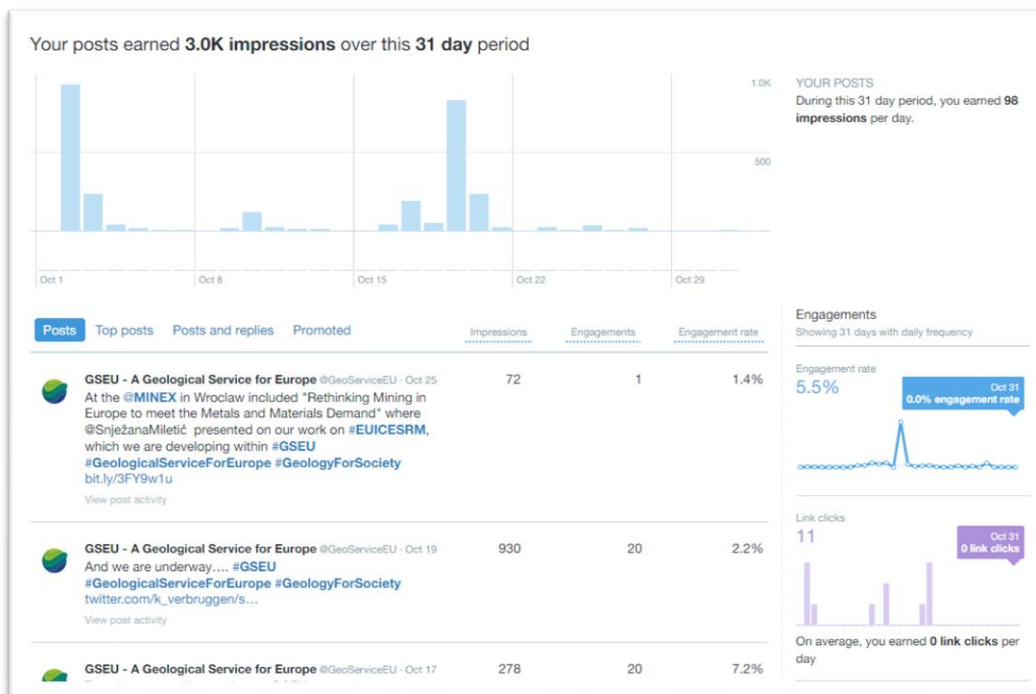 Your posts earned 3.0K impressions over this 31 day period
1.0K
500
Oct 1
Oct 8
Oct 15
Oct 22
Oct 29
YOUR POSTS
During this 31 day period, you earned 98
impressions per day.
Posts
Top posts
Posts and replies
Promoted
Impressions
Engagements
Engagement rate
GSEU - A Geological Service for Europe @GeoServiceEU · Oct 25
At the @MINEX in Wroclaw included "Rethinking Mining in
Europe to meet the Metals and Materials Demand" where
@SnježanaMiletić presented on our work on #EUICESRM,
which we are developing within #GSEU
#GeologicalServiceForEurope #GeologyForSociety
bit.ly/3FY9w1u
View post activity
72
1
1.4%
GSEU - A Geological Service for Europe @GeoServiceEU · Oct 19
And we are underway.... #GSEU
#GeologicalServiceForEurope #GeologyForSociety
twitter.com/k_verbruggen/s...
View post activity
930
20
2.2%
GSEU - A Geological Service for Europe @GeoServiceEU · Oct 17
278
20
7.2%
Engagements
Showing 31 days with daily frequency
Engagement rate
5.5%
Oct 31
0.0% engagement rate
Link clicks
11
Oct 31
0 link clicks
On average, you earned 0 link clicks per
day